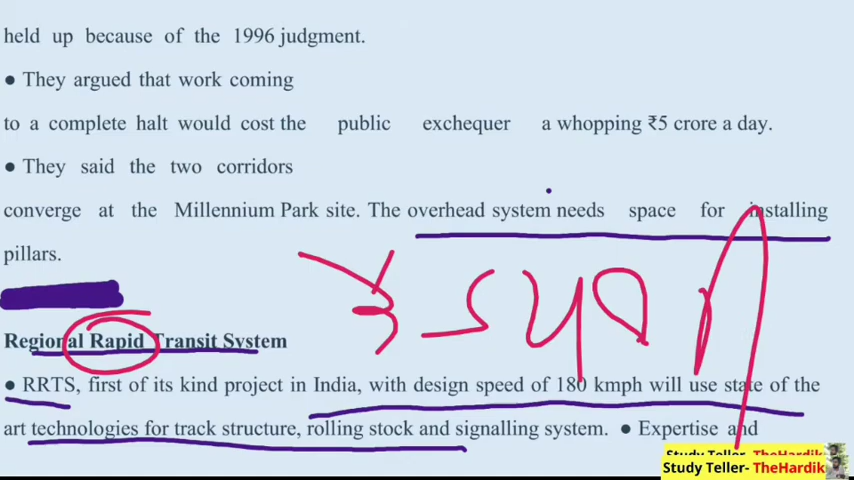 held up because of the 1996 judgment.
● They argued that work coming
to a complete halt would cost the public exchequer a whopping ₹5 crore a day.
● They said the two corridors
converge at the Millennium Park site. The overhead system needs space for installing
pillars.
Regional Rapid Transit System
● RRTS, first of its kind project in India, with design speed of 180 kmph will use state of the
art technologies for track structure, rolling stock and signalling system. ● Expertise and
Study Teller- TheHardik
Study Teller- TheHardik